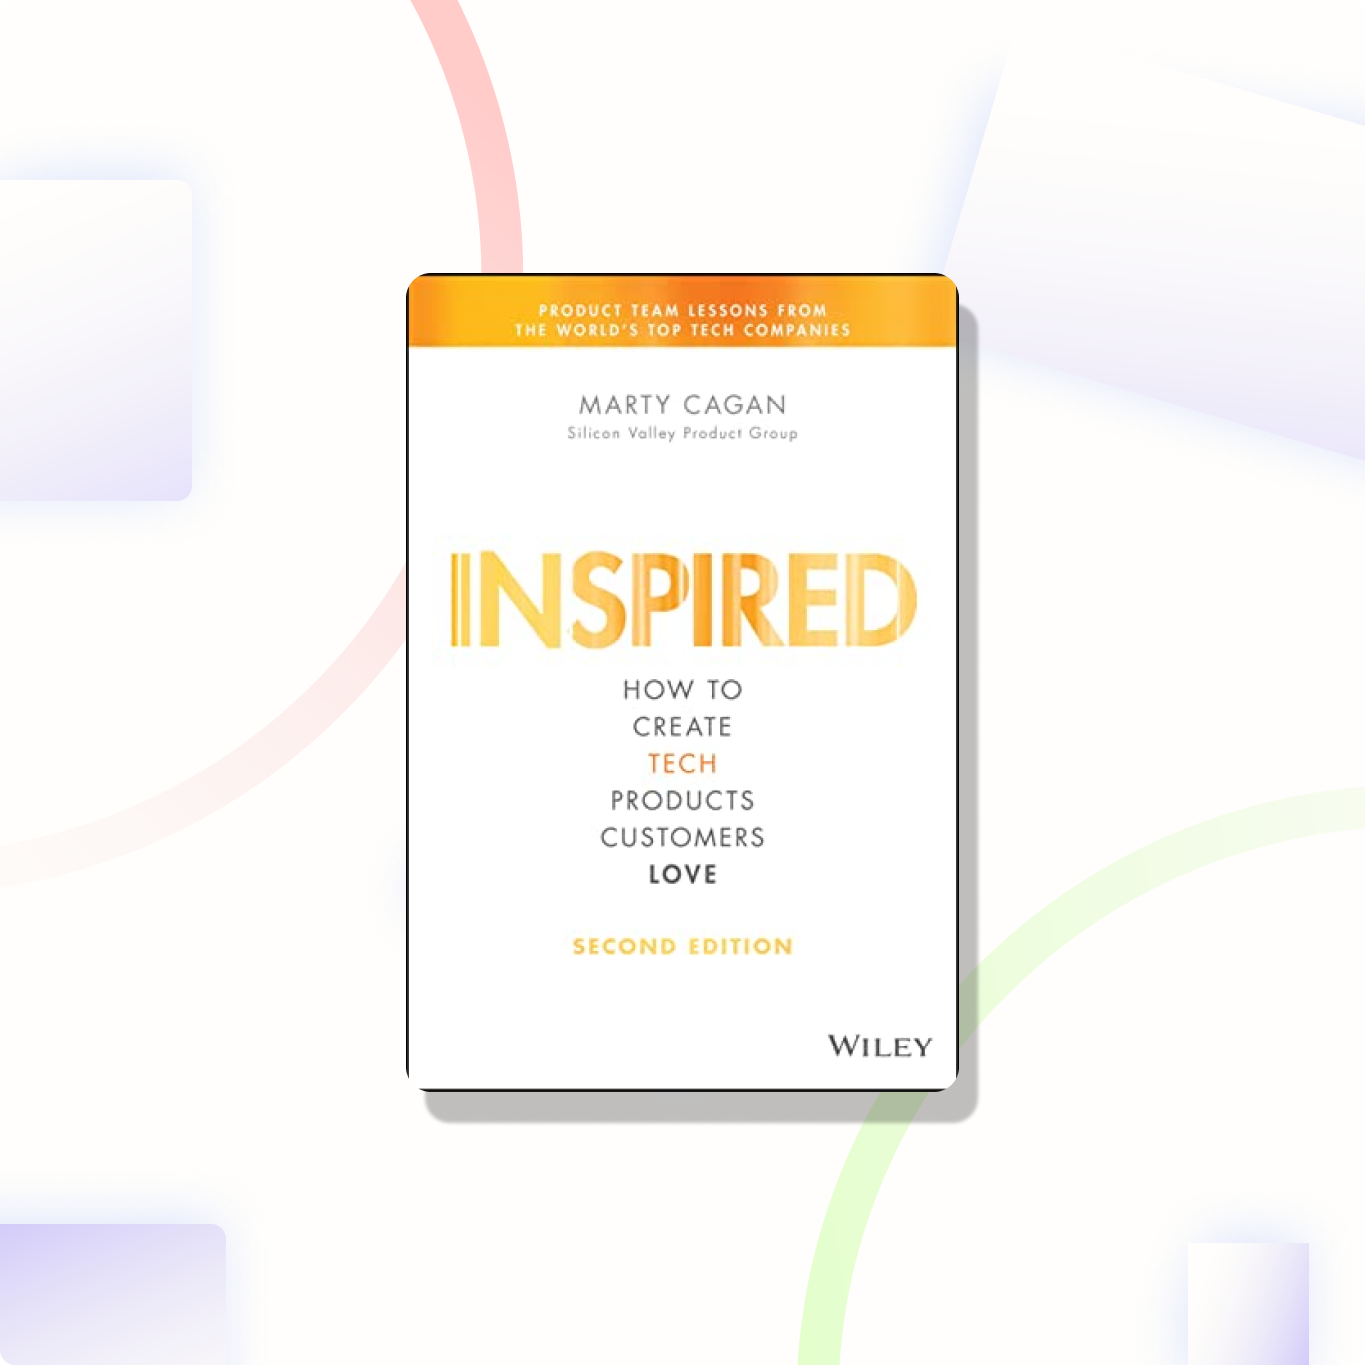 PRODUCT TEAM LESSONS FROM
THE WORLD'S TOP TECH COMPANIES
MARTY CAGAN
Silicon Valley Product Group
INSPIRED
HOW TO
CREATE
TECH
PRODUCTS
CUSTOMERS
LOVE
SECOND EDITION
WILEY